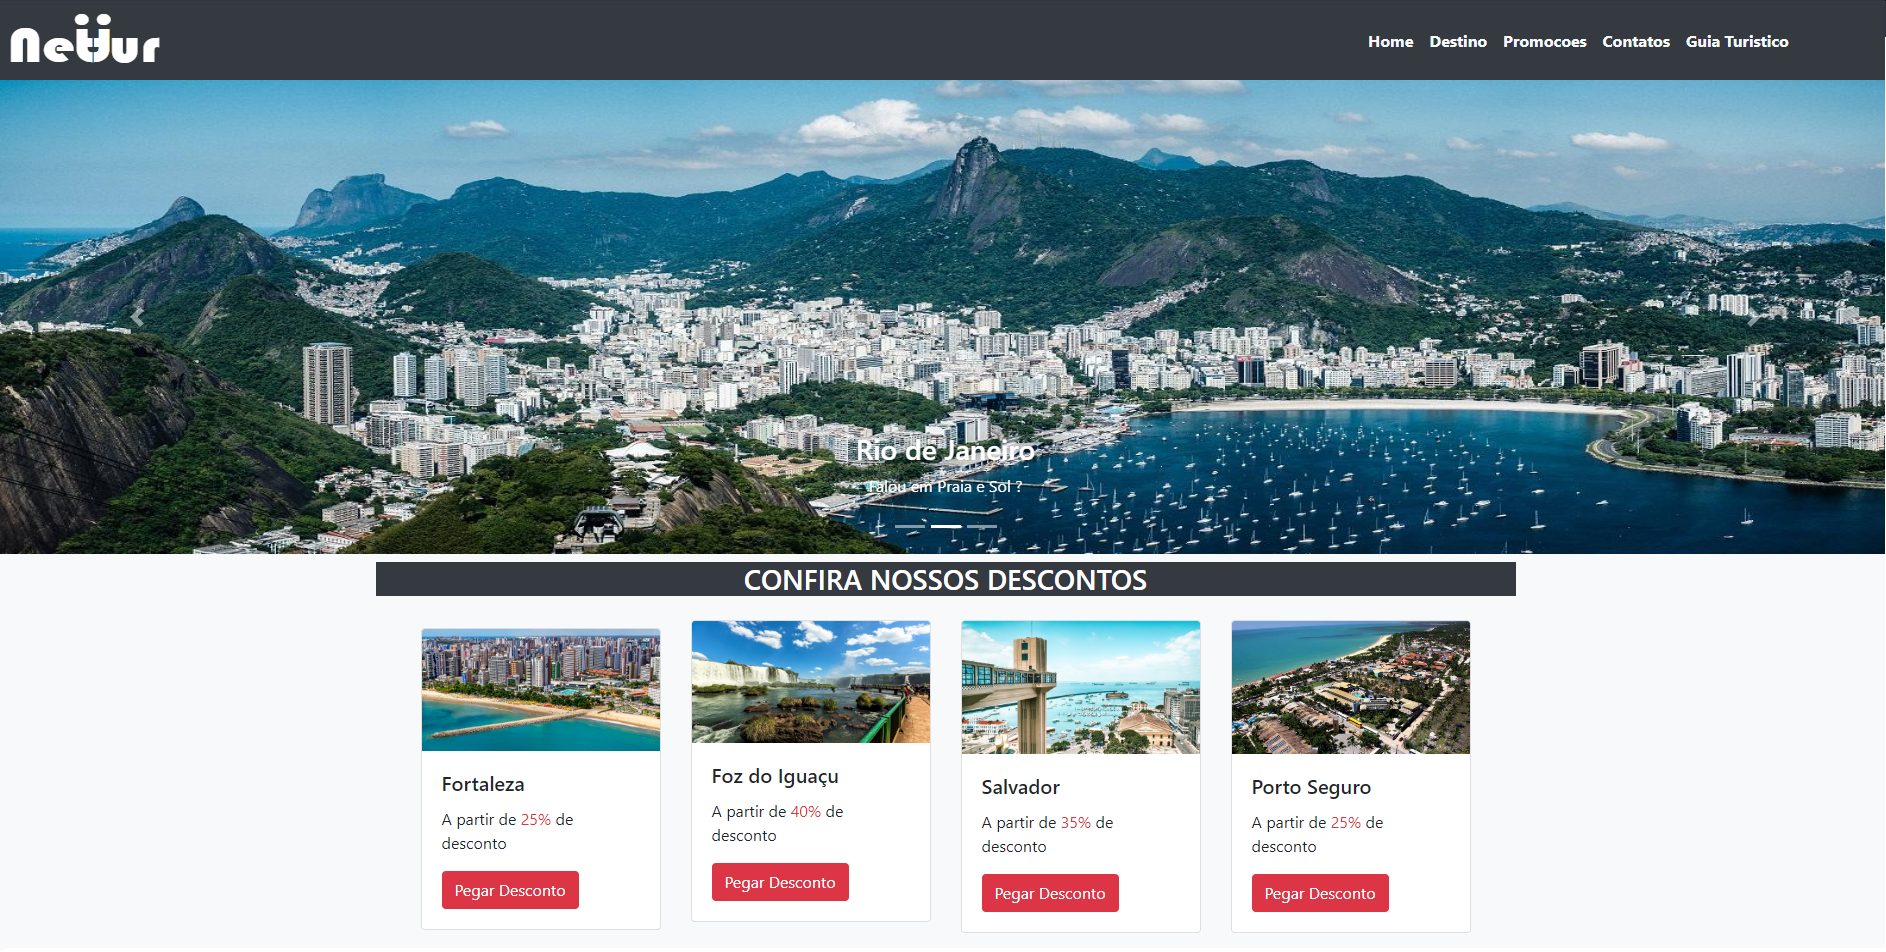 NetTur
Home Destino Promocoes Contatos Guia Turistico
Rio de Janeiro
Falou em Praia e Sol ?
CONFIRA NOSSOS DESCONTOS
Fortaleza
A partir de 25% de
desconto
Pegar Desconto
Foz do Iguaçu
A partir de 40% de
desconto
Pegar Desconto
Salvador
A partir de 35% de
desconto
Pegar Desconto
Porto Seguro
A partir de 25% de
desconto
Pegar Desconto